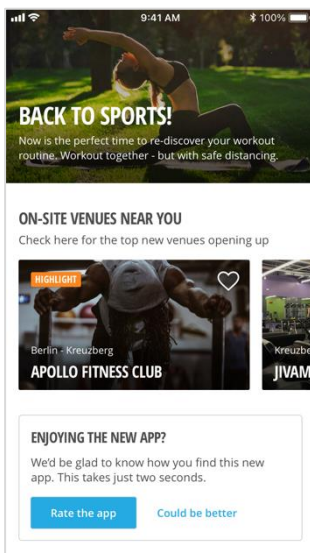 9:41 AM
100%
BACK TO SPORTS!
Now is the perfect time to re-discover your workout
routine. Workout together - but with safe distancing.
ON-SITE VENUES NEAR YOU
Check here for the top new venues opening up
HIGHLIGHT
Berlin - Kreuzberg
APOLLO FITNESS CLUB
Kreuzbe
JIVAM
ENJOYING THE NEW APP?
We'd be glad to know how you find this new
app. This takes just two seconds.
Rate the app
Could be better